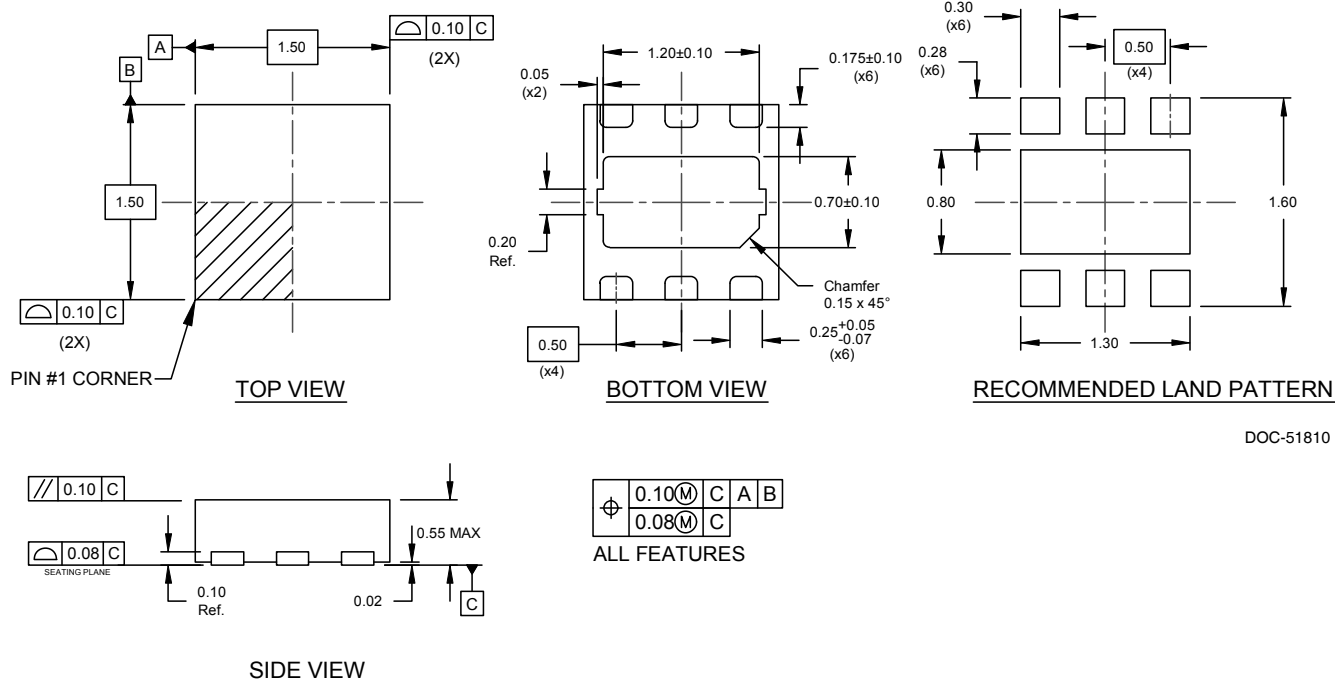 A
1.50
0.10 C
(2X)
B
1.50
0.10 C
(2X)
PIN #1 CORNER
TOP VIEW
1.20±0.10
0.05
(x2)
0.175±0.10
(x6)
0.70±0.10
0.20
Ref.
Chamfer
0.15 x 45°
0.25 +0.05
-0.07
(x6)
0.50
(x4)
BOTTOM VIEW
0.30
(x6)
0.50
(x4)
0.28
(x6)
0.80
1.60
1.30
RECOMMENDED LAND PATTERN
DOC-51810
// 0.10 C
0.08 C
SEATING PLANE
0.10
Ref.
0.02
0.55 MAX
C
SIDE VIEW
⌖ 0.10Ⓜ C A B
0.08Ⓜ C
ALL FEATURES